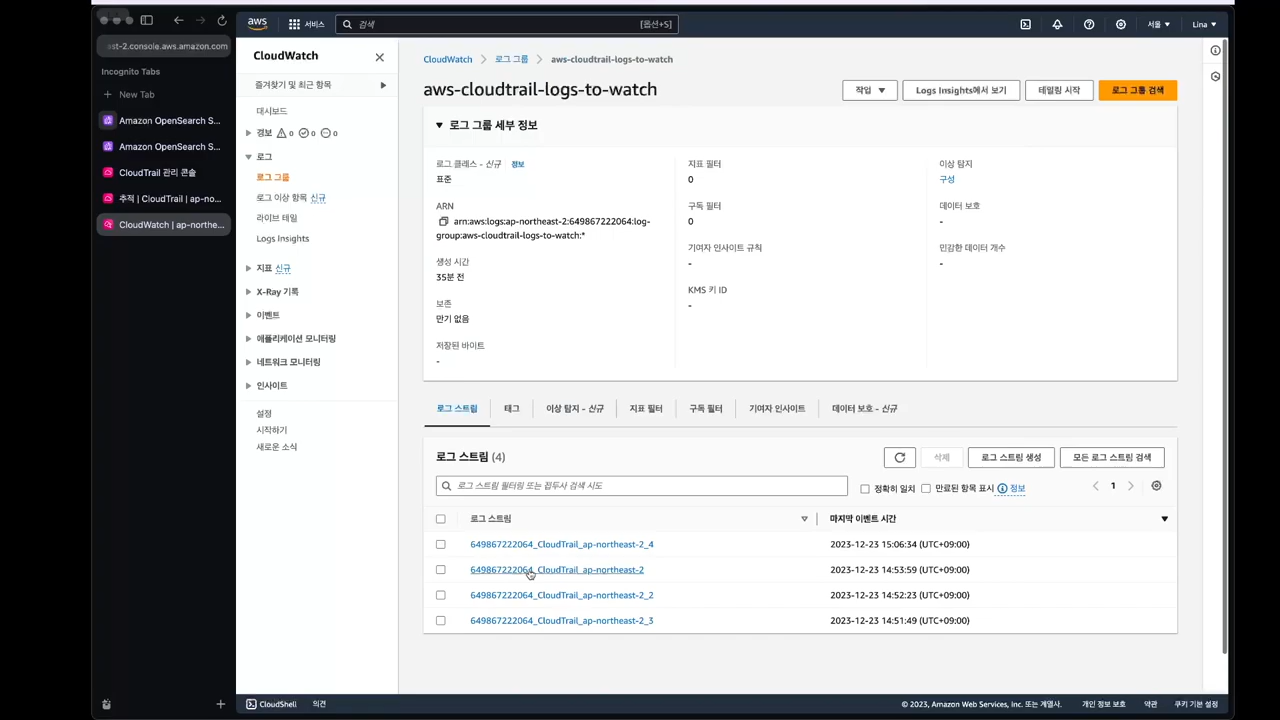 aws
서비스
검색
[옵션+S]
서울 ▼
Lina ▼
st-2.console.aws.amazon.com
Incognito Tabs
New Tab
Amazon OpenSearch S...
Amazon OpenSearch S...
CloudTrail 관리 콘솔
추적 | CloudTrail | ap-no...
CloudWatch | ap-northe...
CloudWatch
즐겨찾기 및 최근 항목
대시보드
경보 0 0 0
로그
로그 그룹
로그 이상 항목 신규
라이브 테일
Logs Insights
지표 신규
X-Ray 기록
이벤트
애플리케이션 모니터링
네트워크 모니터링
인사이트
설정
시작하기
새로운 소식
CloudWatch > 로그 그룹 > aws-cloudtrail-logs-to-watch
aws-cloudtrail-logs-to-watch
작업 ▼
Logs Insights에서 보기
테일링 시작
로그 그룹 검색
▼ 로그 그룹 세부 정보
로그 클래스 - 신규 정보
표준
ARN
arn:aws:logs:ap-northeast-2:649867222064:log-
group:aws-cloudtrail-logs-to-watch:*
생성 시간
35분 전
보존
만기 없음
저장된 바이트
-
지표 필터
0
구독 필터
0
기여자 인사이트 규칙
-
KMS 키 ID
-
이상 탐지
구성
데이터 보호
-
민감한 데이터 개수
-
로그 스트림
태그
이상 탐지 - 신규
지표 필터
구독 필터
기여자 인사이트
데이터 보호 - 신규
로그 스트림 (4)
삭제
로그 스트림 생성
모든 로그 스트림 검색
로그 스트림 필터링 또는 접두사 검색 시도
정확히 일치
만료된 항목 표시
정보
1
로그 스트림
마지막 이벤트 시간
649867222064_CloudTrail_ap-northeast-2_4 2023-12-23 15:06:34 (UTC+09:00)
649867222064_CloudTrail_ap-northeast-2 2023-12-23 14:53:59 (UTC+09:00)
649867222064_CloudTrail_ap-northeast-2_2 2023-12-23 14:52:23 (UTC+09:00)
649867222064_CloudTrail_ap-northeast-2_3 2023-12-23 14:51:49 (UTC+09:00)
CloudShell
의견
© 2023, Amazon Web Services, Inc. 또는 계열사.
개인 정보 보호
약관
쿠키 기본 설정